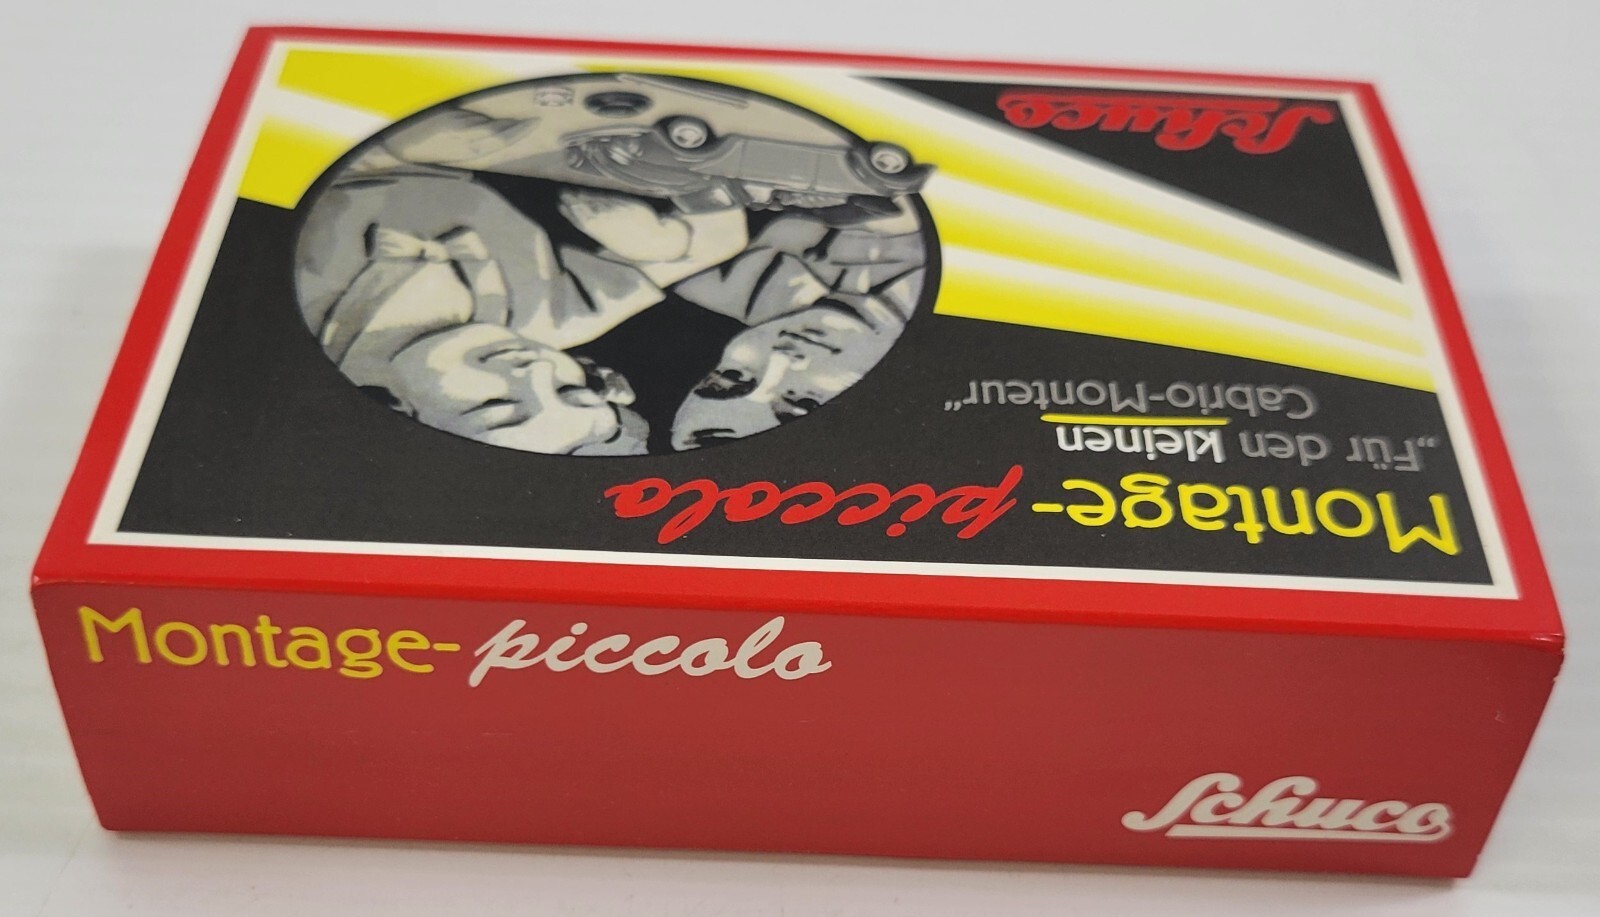 Schuco
„Für den kleinen
Cabrio-Monteur“
Montage-piccolo
Montage-piccolo
Schuco